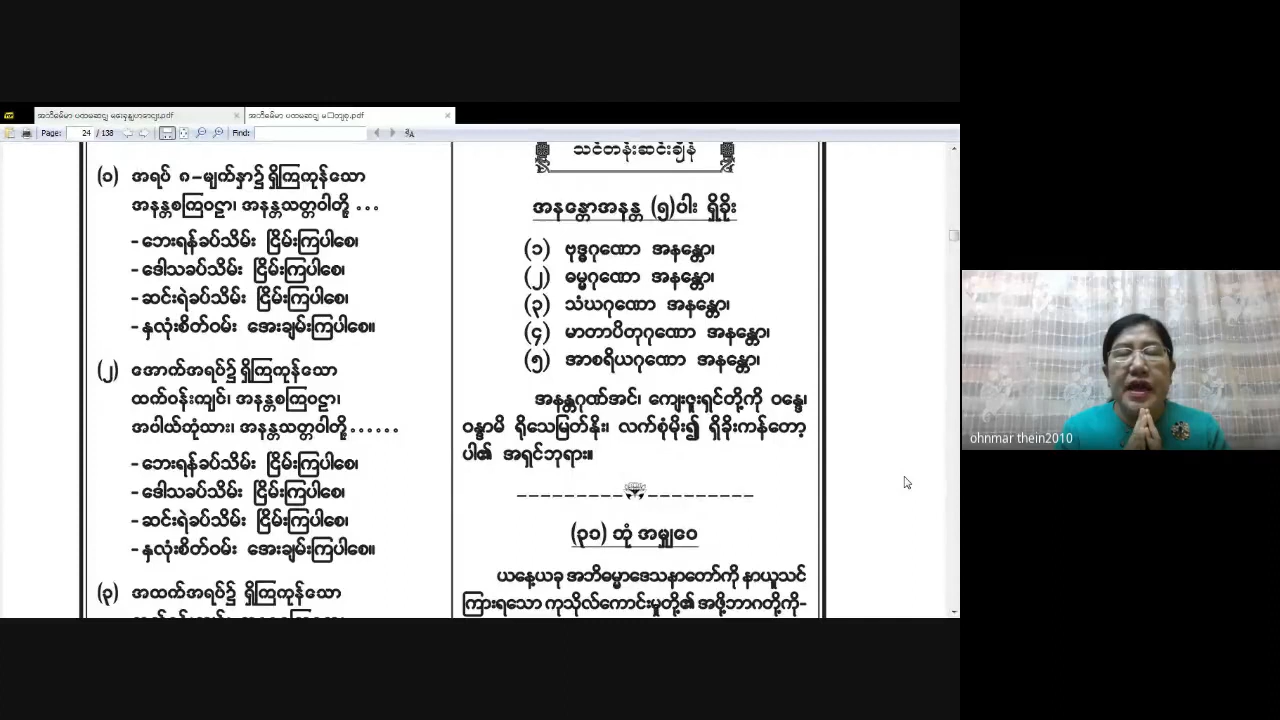 Page: 24 / 138 Find:
(၁) အရပ် ၈-မျက်နှာ၌ ရှိကြကုန်သော
အနန္တစကြဝဠာ၊ အနန္တသတ္တဝါတို့ ...
- ဘေးရန်ခပ်သိမ်း ငြိမ်းကြပါစေ၊
- ဒေါသခပ်သိမ်း ငြိမ်းကြပါစေ၊
- ဆင်းရဲခပ်သိမ်း ငြိမ်းကြပါစေ၊
- နှလုံးစိတ်ဝမ်း အေးချမ်းကြပါစေ။
(၂) အောက်အရပ်၌ ရှိကြကုန်သော
ထက်ဝန်းကျင်၊ အနန္တစကြဝဠာ၊
အပါယ်ဘုံသား၊ အနန္တသတ္တဝါတို့ ......
- ဘေးရန်ခပ်သိမ်း ငြိမ်းကြပါစေ၊
- ဒေါသခပ်သိမ်း ငြိမ်းကြပါစေ၊
- ဆင်းရဲခပ်သိမ်း ငြိမ်းကြပါစေ၊
- နှလုံးစိတ်ဝမ်း အေးချမ်းကြပါစေ။
(၃) အထက်အရပ်၌ ရှိကြကုန်သော
သင်တန်းဆင်းချိန်
အနန္တောအနန္တ (၅)ပါး ရှိခိုး
(၁) ဗုဒ္ဓဂုဏော အနန္တော၊
(၂) ဓမ္မဂုဏော အနန္တော၊
(၃) သံဃဂုဏော အနန္တော၊
(၄) မာတာပိတုဂုဏော အနန္တော၊
(၅) အာစရိယဂုဏော အနန္တော၊
အနန္တဂုဏ်အင်၊ ကျေးဇူးရှင်တို့ကို ဝန္ဒေ၊
ဝန္ဒာမိ ရိုသေမြတ်နိုး၊ လက်စုံမိုး၍ ရှိခိုးကန်တော့
ပါ၏ အရှင်ဘုရား။
(၃၁) ဘုံ အမျှဝေ
ယနေ့ယခု အဘိဓမ္မာဒေသနာတော်ကို နာယူသင်
ကြားရသော ကုသိုလ်ကောင်းမှုတို့၏ အဖို့ဘာဂတို့ကို-
ohnmar thein2010